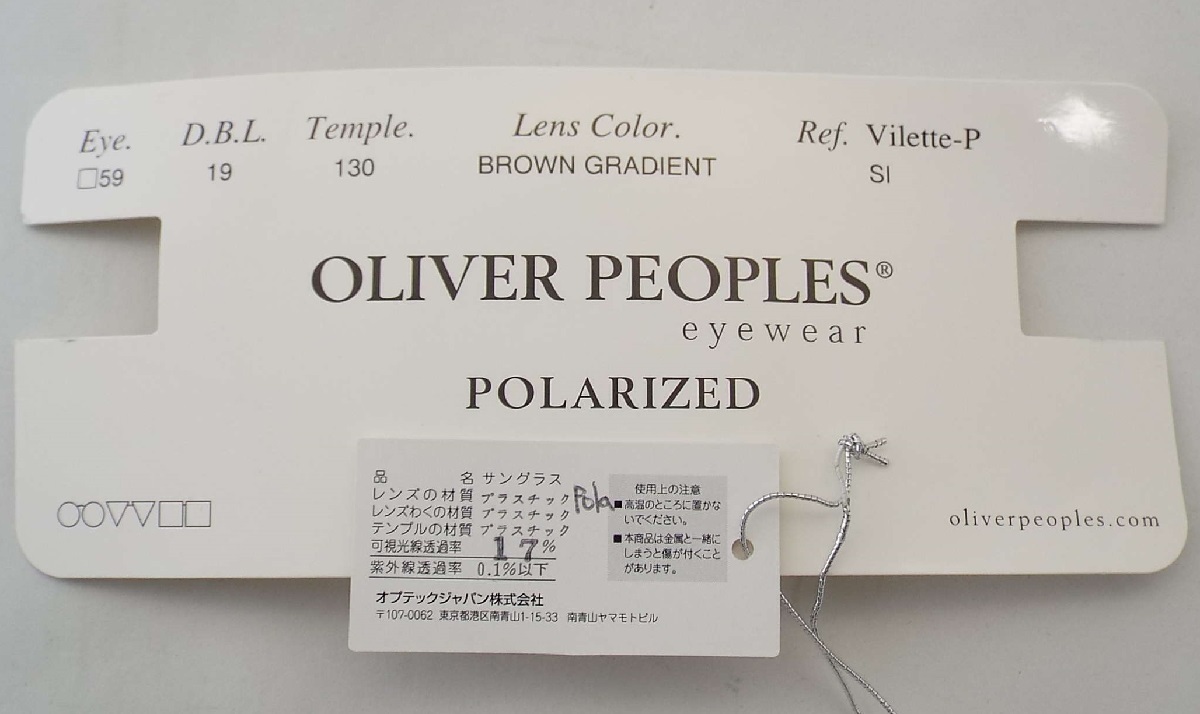 Eye. D.B.L. Temple. Lens Color. Ref. Vilette-P
□59 19 130 BROWN GRADIENT SI
OLIVER PEOPLES®
eyewear
POLARIZED
oliverpeoples.com
品 名 サングラス
レンズの材質 プラスチック Pola
レンズわくの材質 プラスチック
テンプルの材質 プラスチック
可視光線透過率 17%
紫外線透過率 0.1%以下
オプテックジャパン株式会社
〒107-0062 東京都港区南青山1-15-33 南青山ヤマモトビル
使用上の注意
■高温のところに置かな
いでください。
■本商品は金属と一緒に
しまうと傷が付くこと
があります。